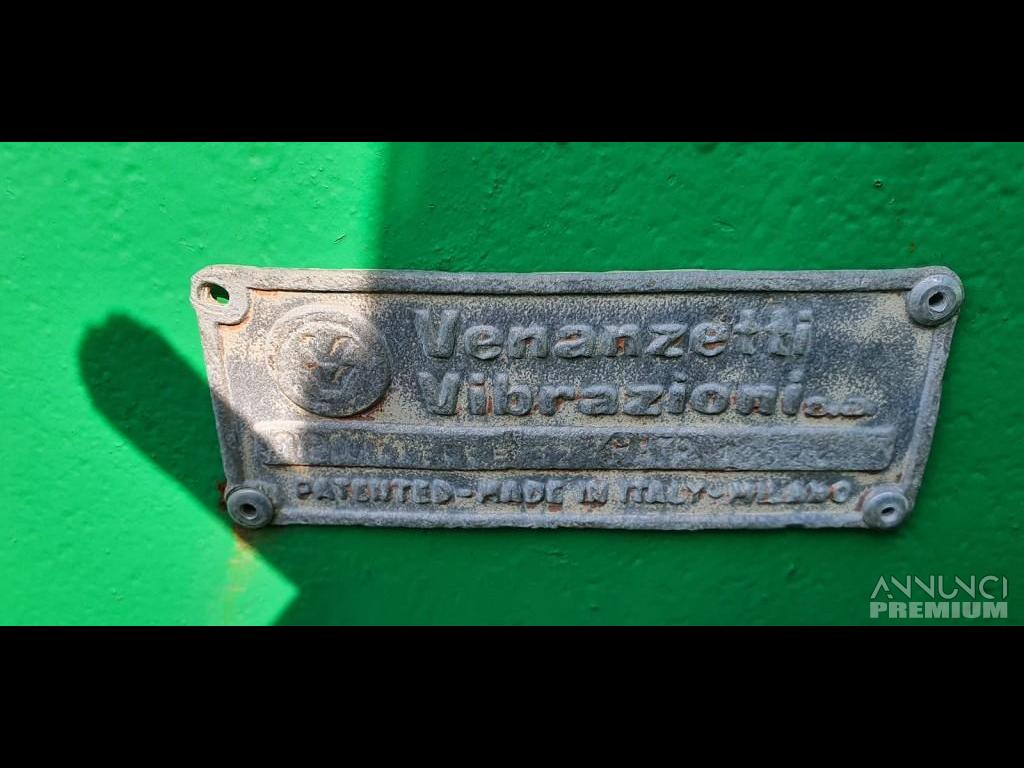 Venanzetti
Vibrazioni s.a.s.
PATENTED-MADE IN ITALY-MILANO
ANNUNCI
PREMIUM